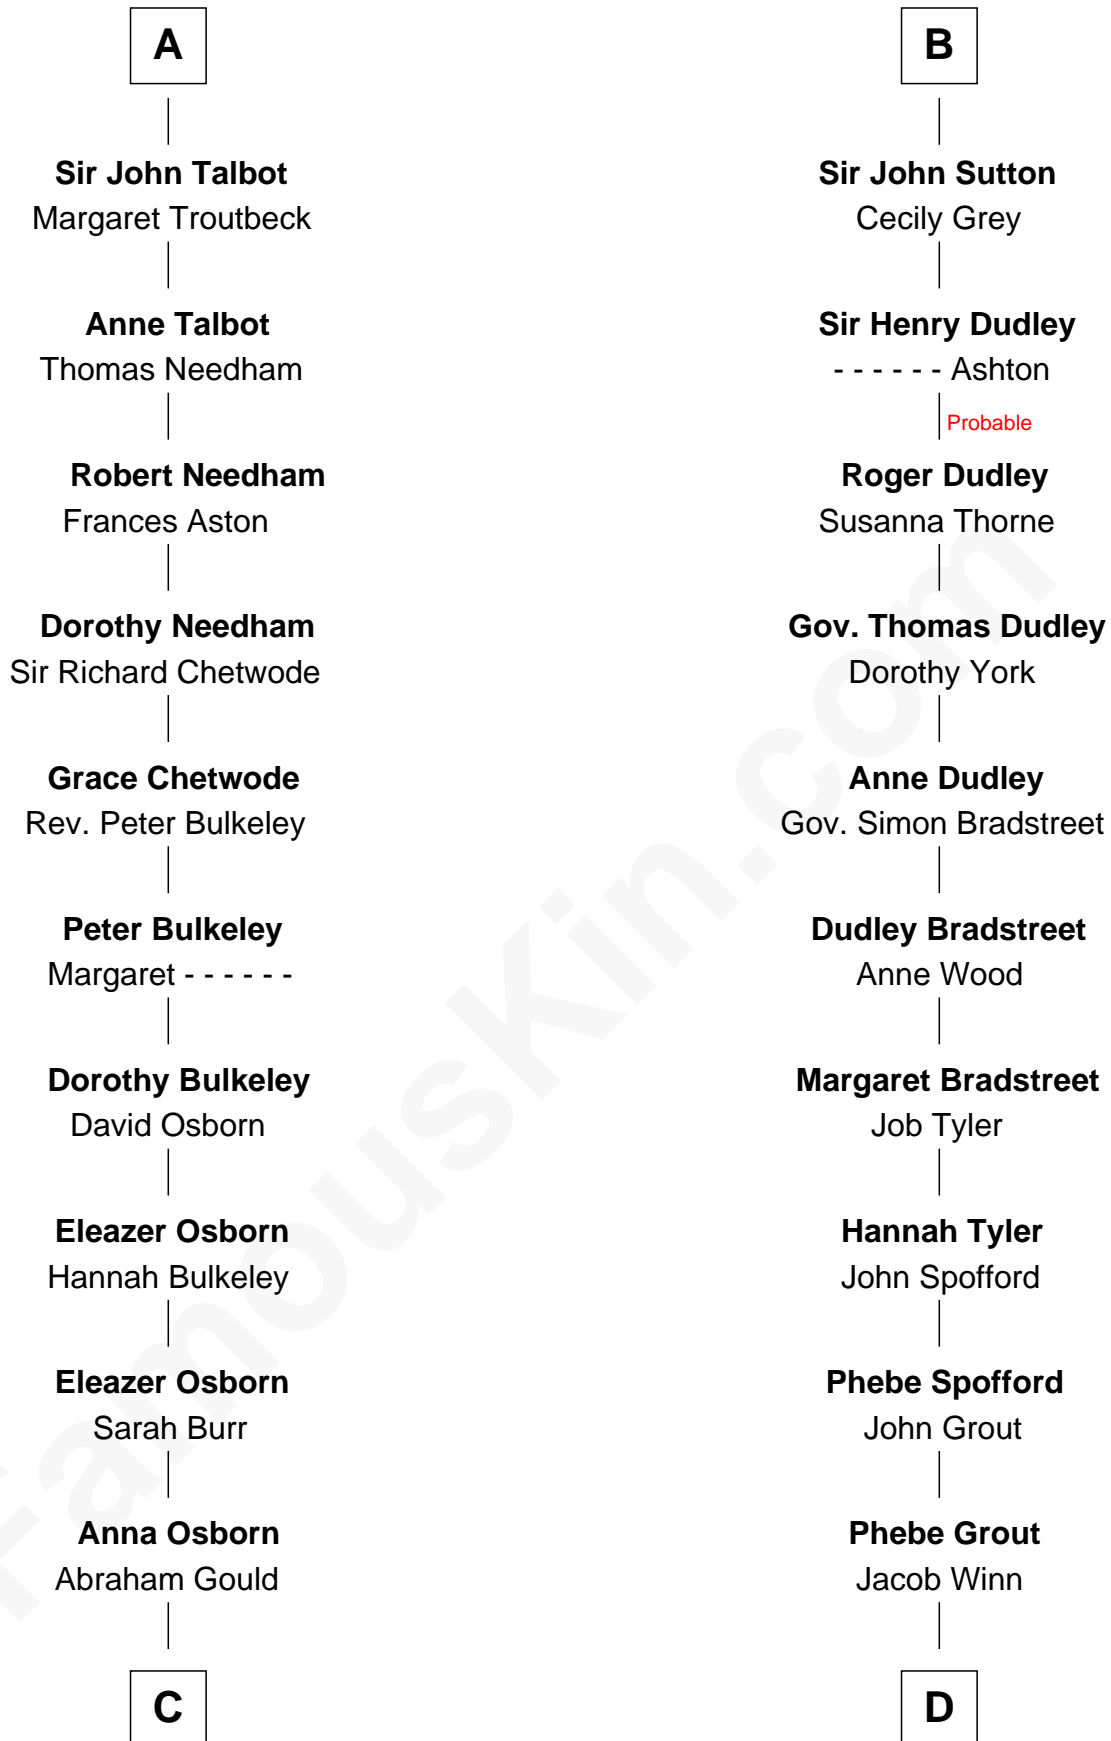 A
Sir John Talbot
Margaret Troutbeck
Anne Talbot
Thomas Needham
Robert Needham
Frances Aston
Dorothy Needham
Sir Richard Chetwode
Grace Chetwode
Rev. Peter Bulkeley
Peter Bulkeley
Margaret - - - - - -
Dorothy Bulkeley
David Osborn
Eleazer Osborn
Hannah Bulkeley
Eleazer Osborn
Sarah Burr
Anna Osborn
Abraham Gould
C
B
Sir John Sutton
Cecily Grey
Sir Henry Dudley
- - - - - - Ashton
Probable
Roger Dudley
Susanna Thorne
Gov. Thomas Dudley
Dorothy York
Anne Dudley
Gov. Simon Bradstreet
Dudley Bradstreet
Anne Wood
Margaret Bradstreet
Job Tyler
Hannah Tyler
John Spofford
Phebe Spofford
John Grout
Phebe Grout
Jacob Winn
D
FamousKin.com